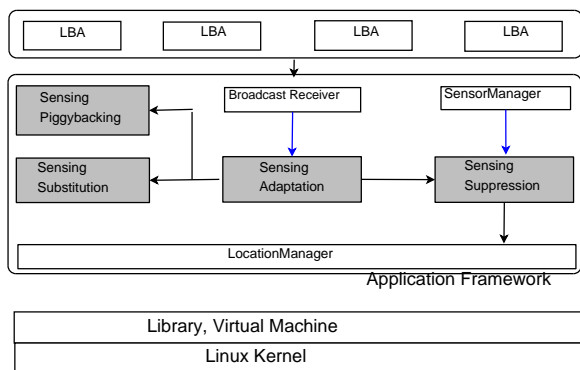 LBA
LBA
LBA
LBA
Sensing
Piggybacking
Broadcast Receiver
SensorManager
Sensing
Substitution
Sensing
Adaptation
Sensing
Suppression
LocationManager
Application Framework
Library, Virtual Machine
Linux Kernel